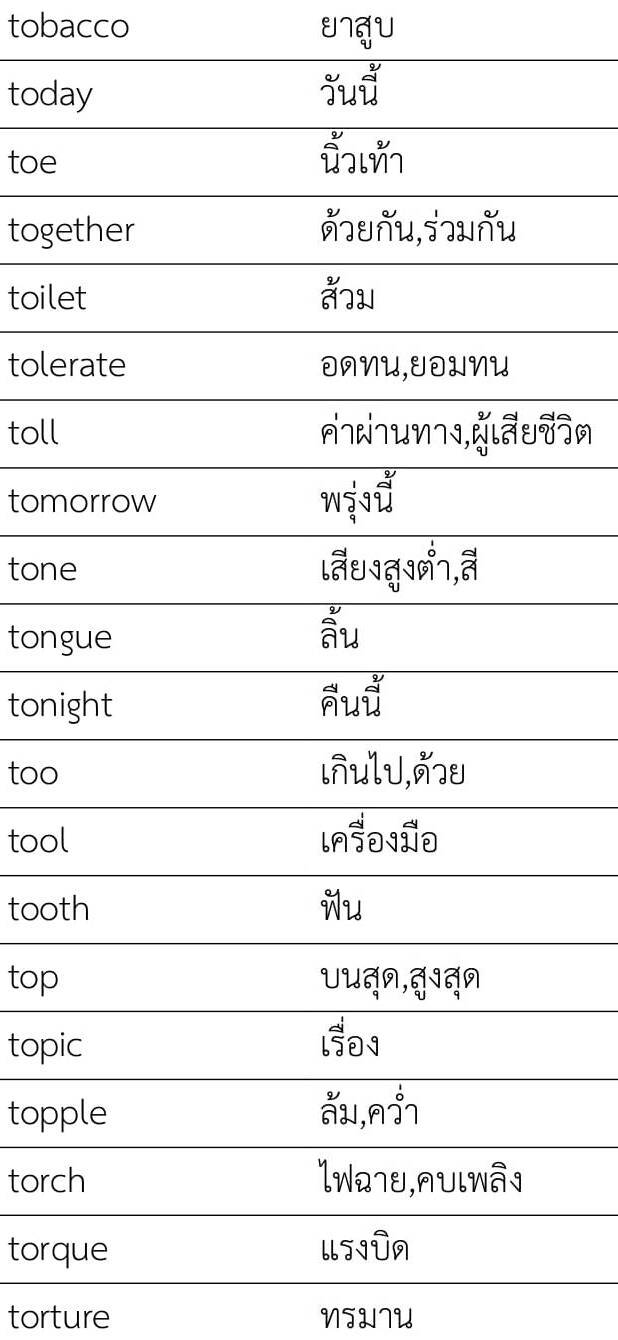 tobacco ยาสูบ
today วันนี้
toe นิ้วเท้า
together ด้วยกัน,ร่วมกัน
toilet ส้วม
tolerate อดทน,ยอมทน
toll ค่าผ่านทาง,ผู้เสียชีวิต
tomorrow พรุ่งนี้
tone เสียงสูงต่ำ,สี
tongue ลิ้น
tonight คืนนี้
too เกินไป,ด้วย
tool เครื่องมือ
tooth ฟัน
top บนสุด,สูงสุด
topic เรื่อง
topple ล้ม,คว่ำ
torch ไฟฉาย,คบเพลิง
torque แรงบิด
torture ทรมาน